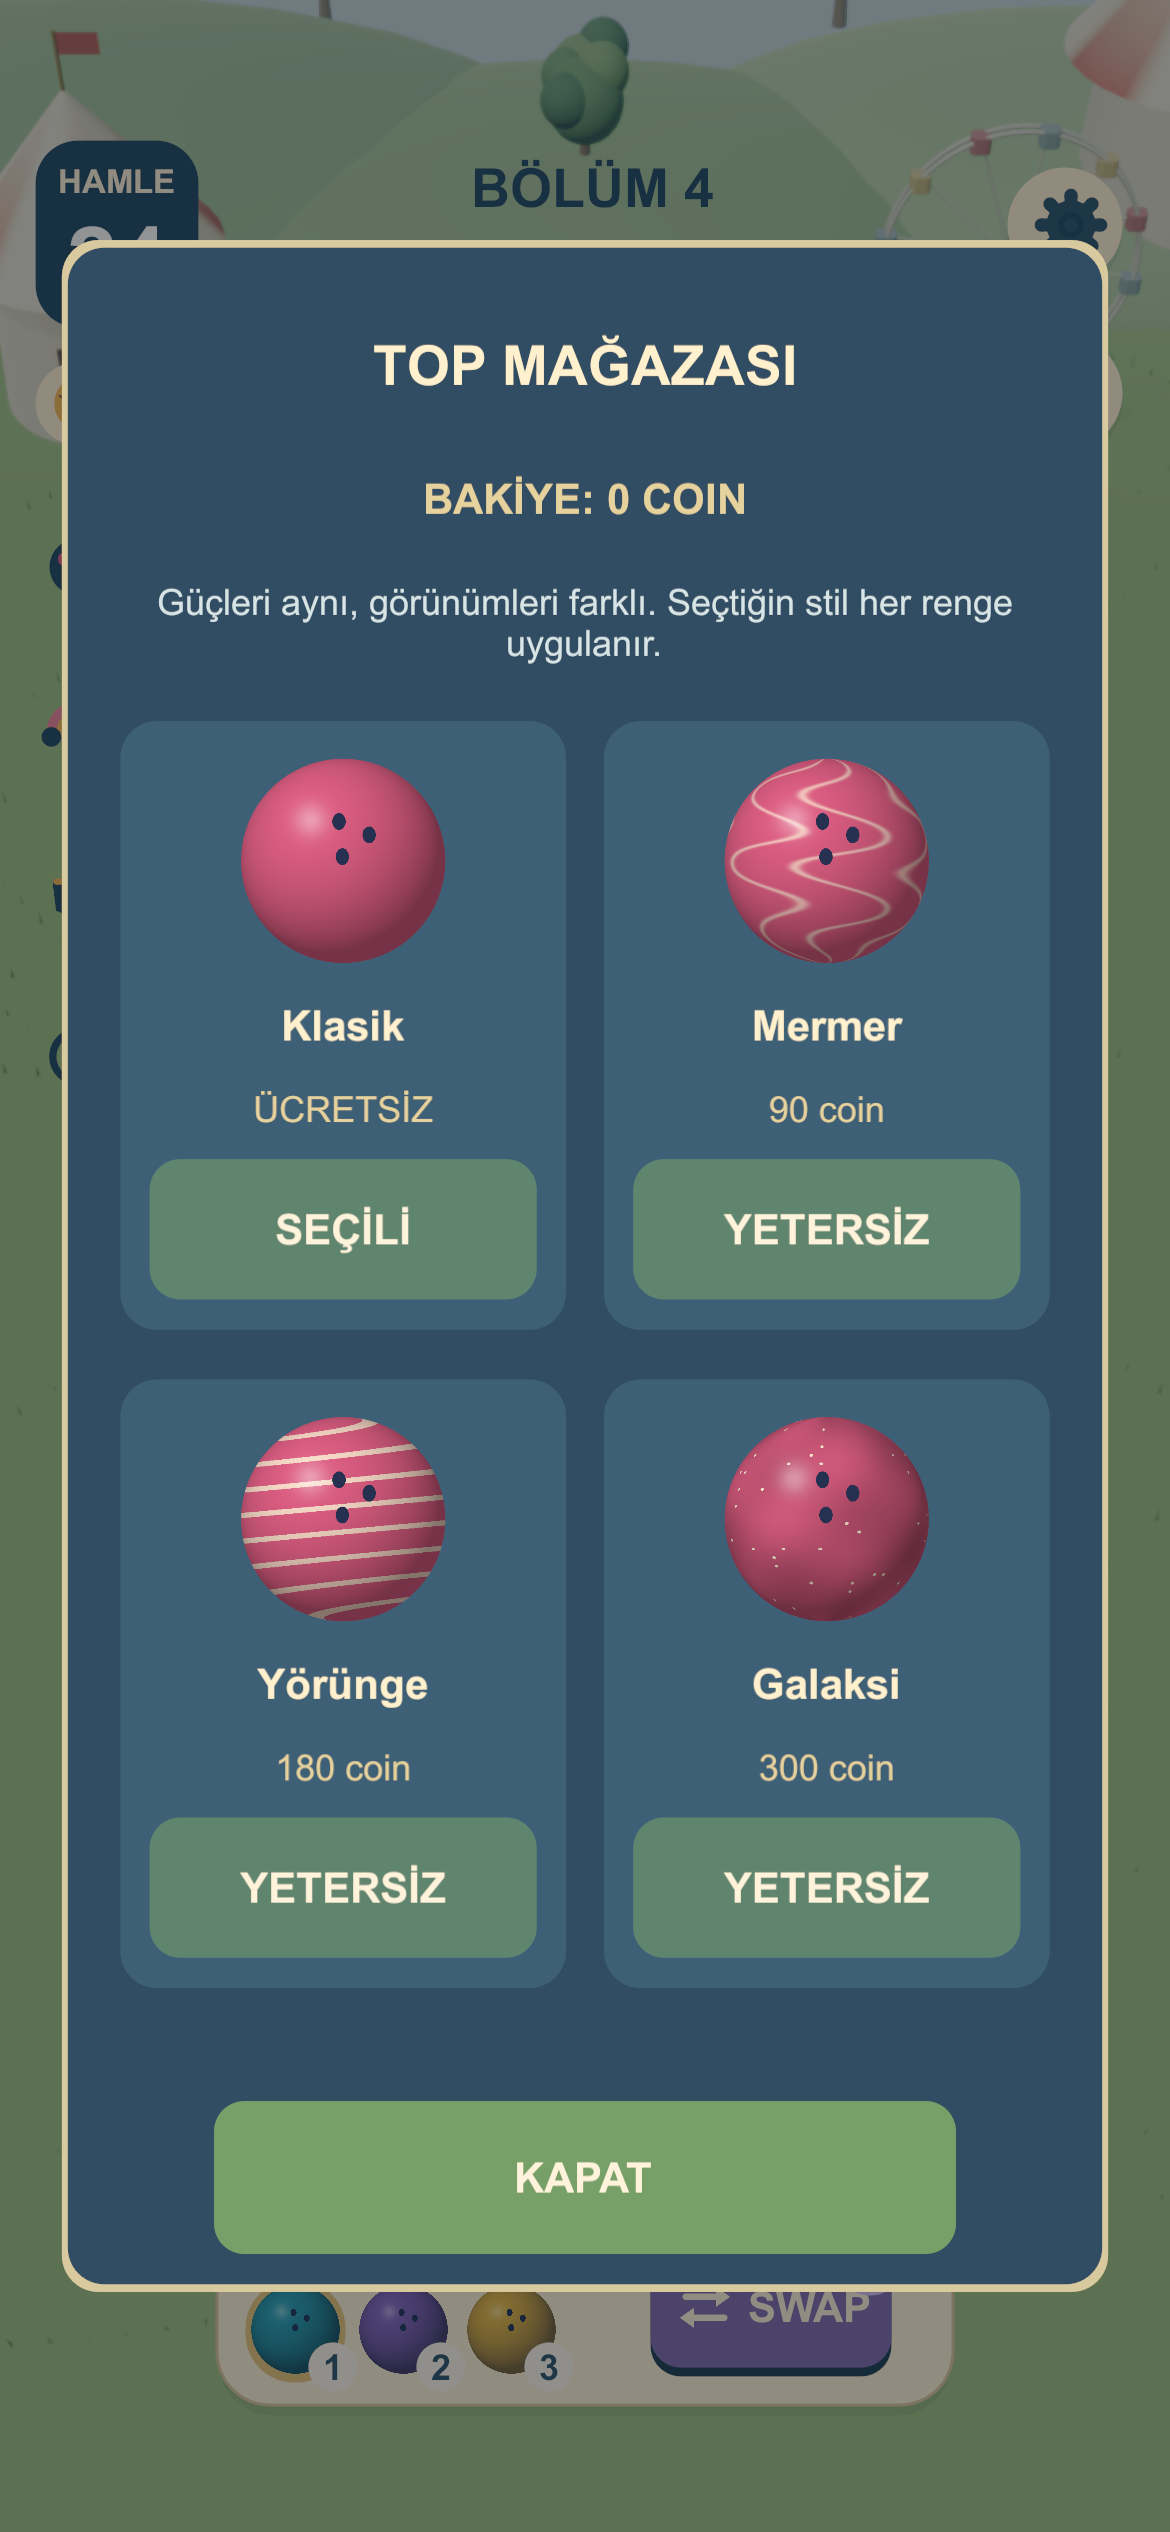 HAMLE
BÖLÜM 4
TOP MAĞAZASI
BAKİYE: 0 COIN
Güçleri aynı, görünümleri farklı. Seçtiğin stil her renge
uygulanır.
Klasik
ÜCRETSİZ
SEÇİLİ
Mermer
90 coin
YETERSİZ
Yörünge
180 coin
YETERSİZ
Galaksi
300 coin
YETERSİZ
KAPAT
1
2
3
SWAP